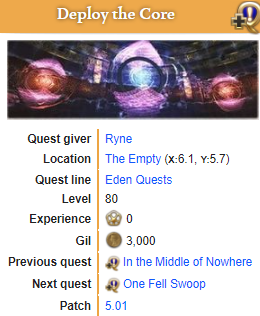 Deploy the Core
Quest giver Ryne
Location The Empty (X:6.1, Y:5.7)
Quest line Eden Quests
Level 80
Experience 0
Gil 3,000
Previous quest In the Middle of Nowhere
Next quest One Fell Swoop
Patch 5.01